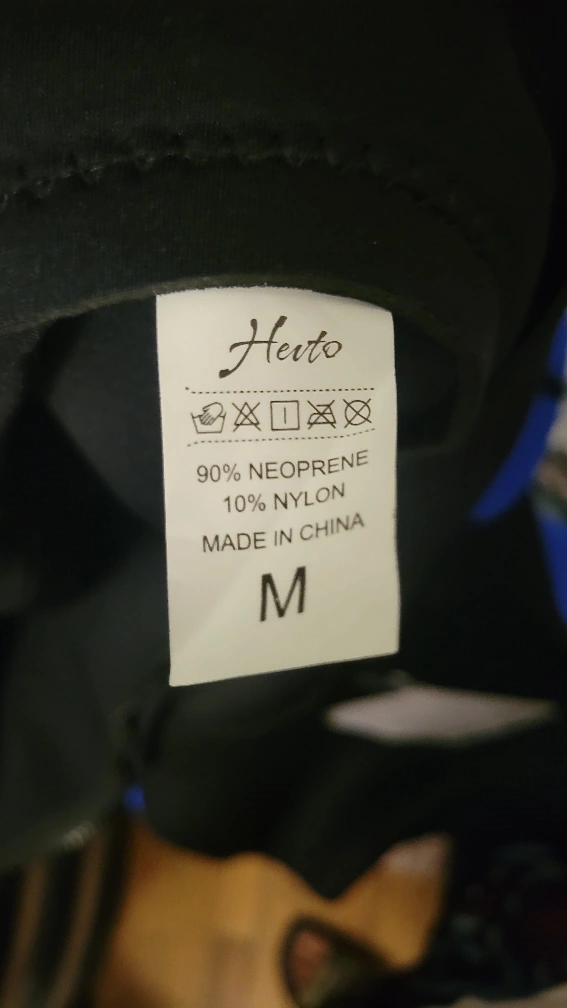 Hevto
90% NEOPRENE
10% NYLON
MADE IN CHINA
M